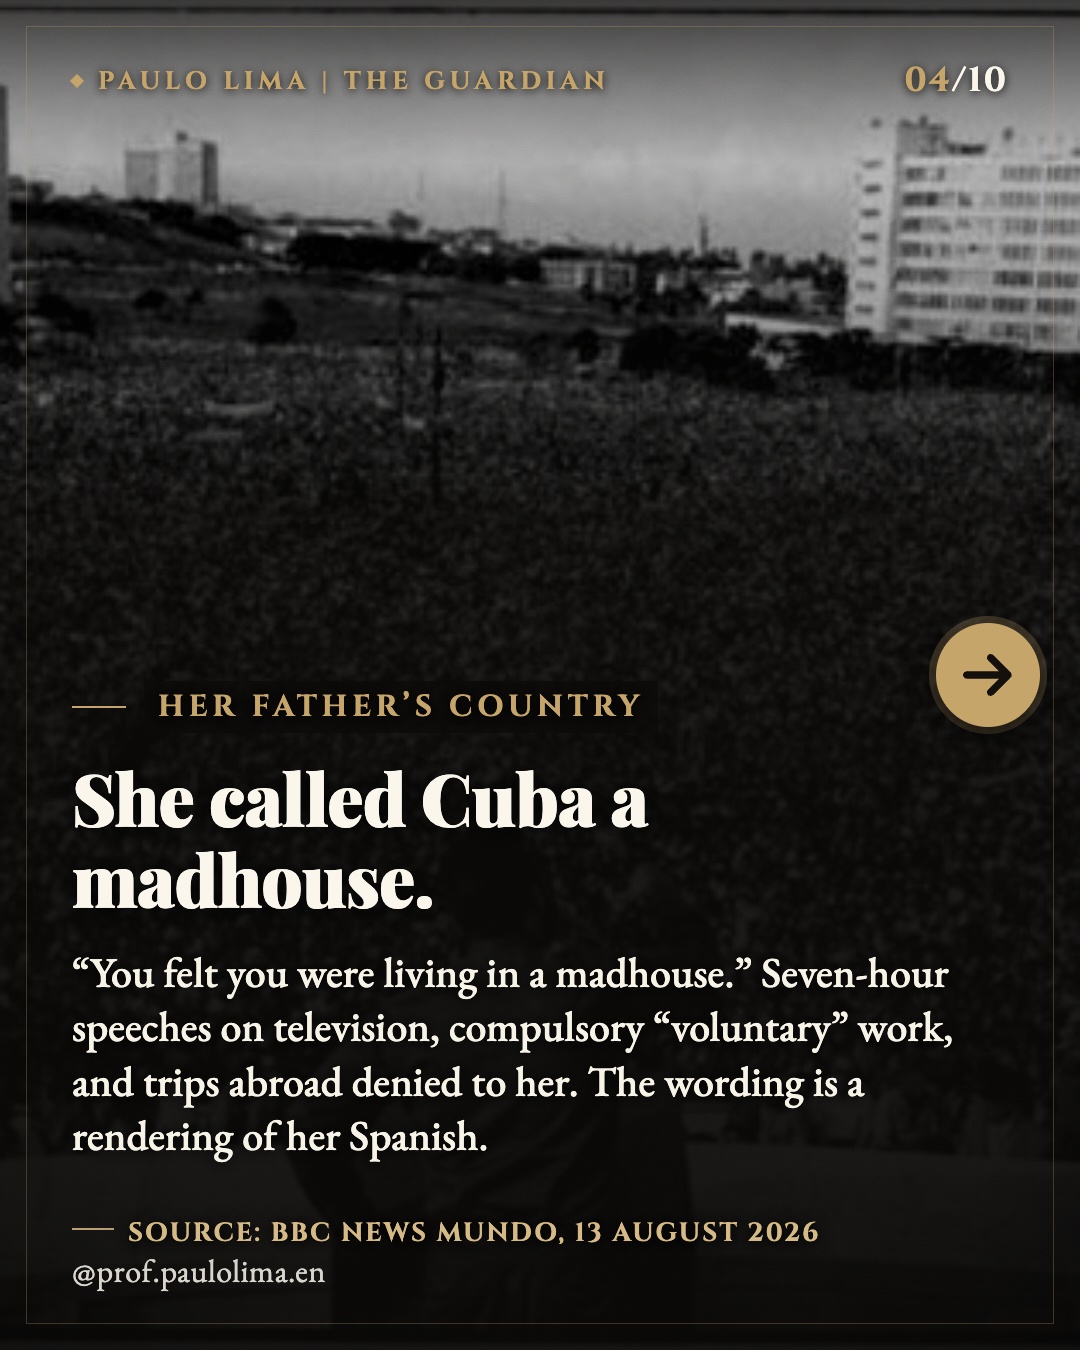 PAULO LIMA | THE GUARDIAN
04/10
HER FATHER’S COUNTRY
She called Cuba a
madhouse.
“You felt you were living in a madhouse.” Seven-hour
speeches on television, compulsory “voluntary” work,
and trips abroad denied to her. The wording is a
rendering of her Spanish.
SOURCE: BBC NEWS MUNDO, 13 AUGUST 2026
@prof.paulolima.en